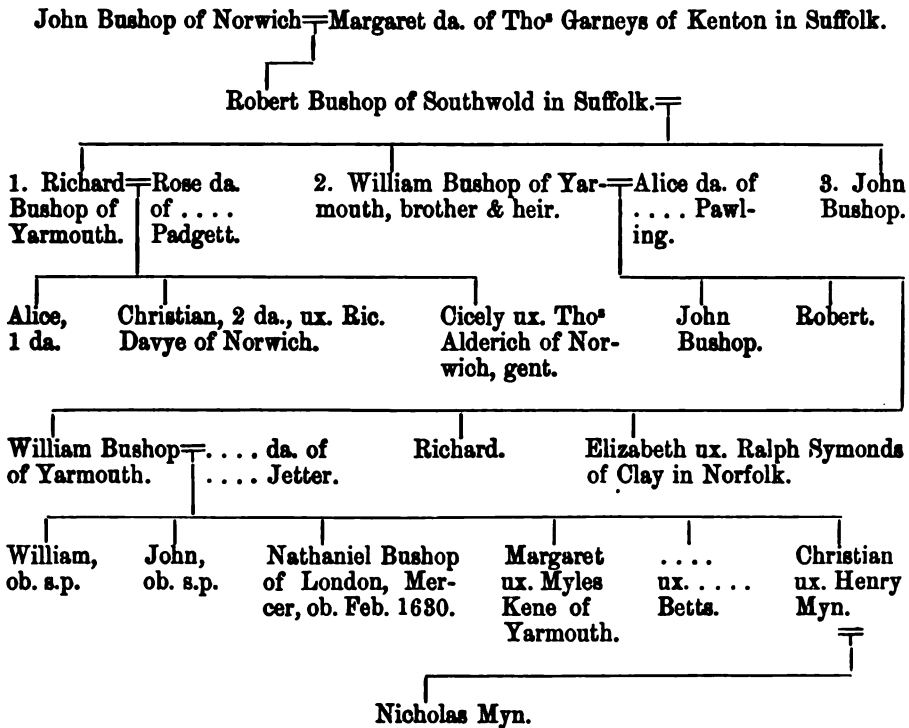 John Bushop of Norwich=Margaret da. of Thoˢ Garneys of Kenton in Suffolk.
Robert Bushop of Southwold in Suffolk.=
1. Richard=Rose da.
Bushop of of ....
Yarmouth. Padgett.
2. William Bushop of Yar-=Alice da. of
mouth, brother & heir. .... Pawl-
ing.
3. John
Bushop.
Alice,
1 da.
Christian, 2 da., ux. Ric.
Davye of Norwich.
Cicely ux. Thoˢ
Alderich of Nor-
wich, gent.
John
Bushop.
Robert.
William Bushop=.... da. of
of Yarmouth. .... Jetter.
Richard.
Elizabeth ux. Ralph Symonds
of Clay in Norfolk.
William,
ob. s.p.
John,
ob. s.p.
Nathaniel Bushop
of London, Mer-
cer, ob. Feb. 1630.
Margaret
ux. Myles
Kene of
Yarmouth.
....
ux.....
Betts.
Christian
ux. Henry
Myn.
=
Nicholas Myn.